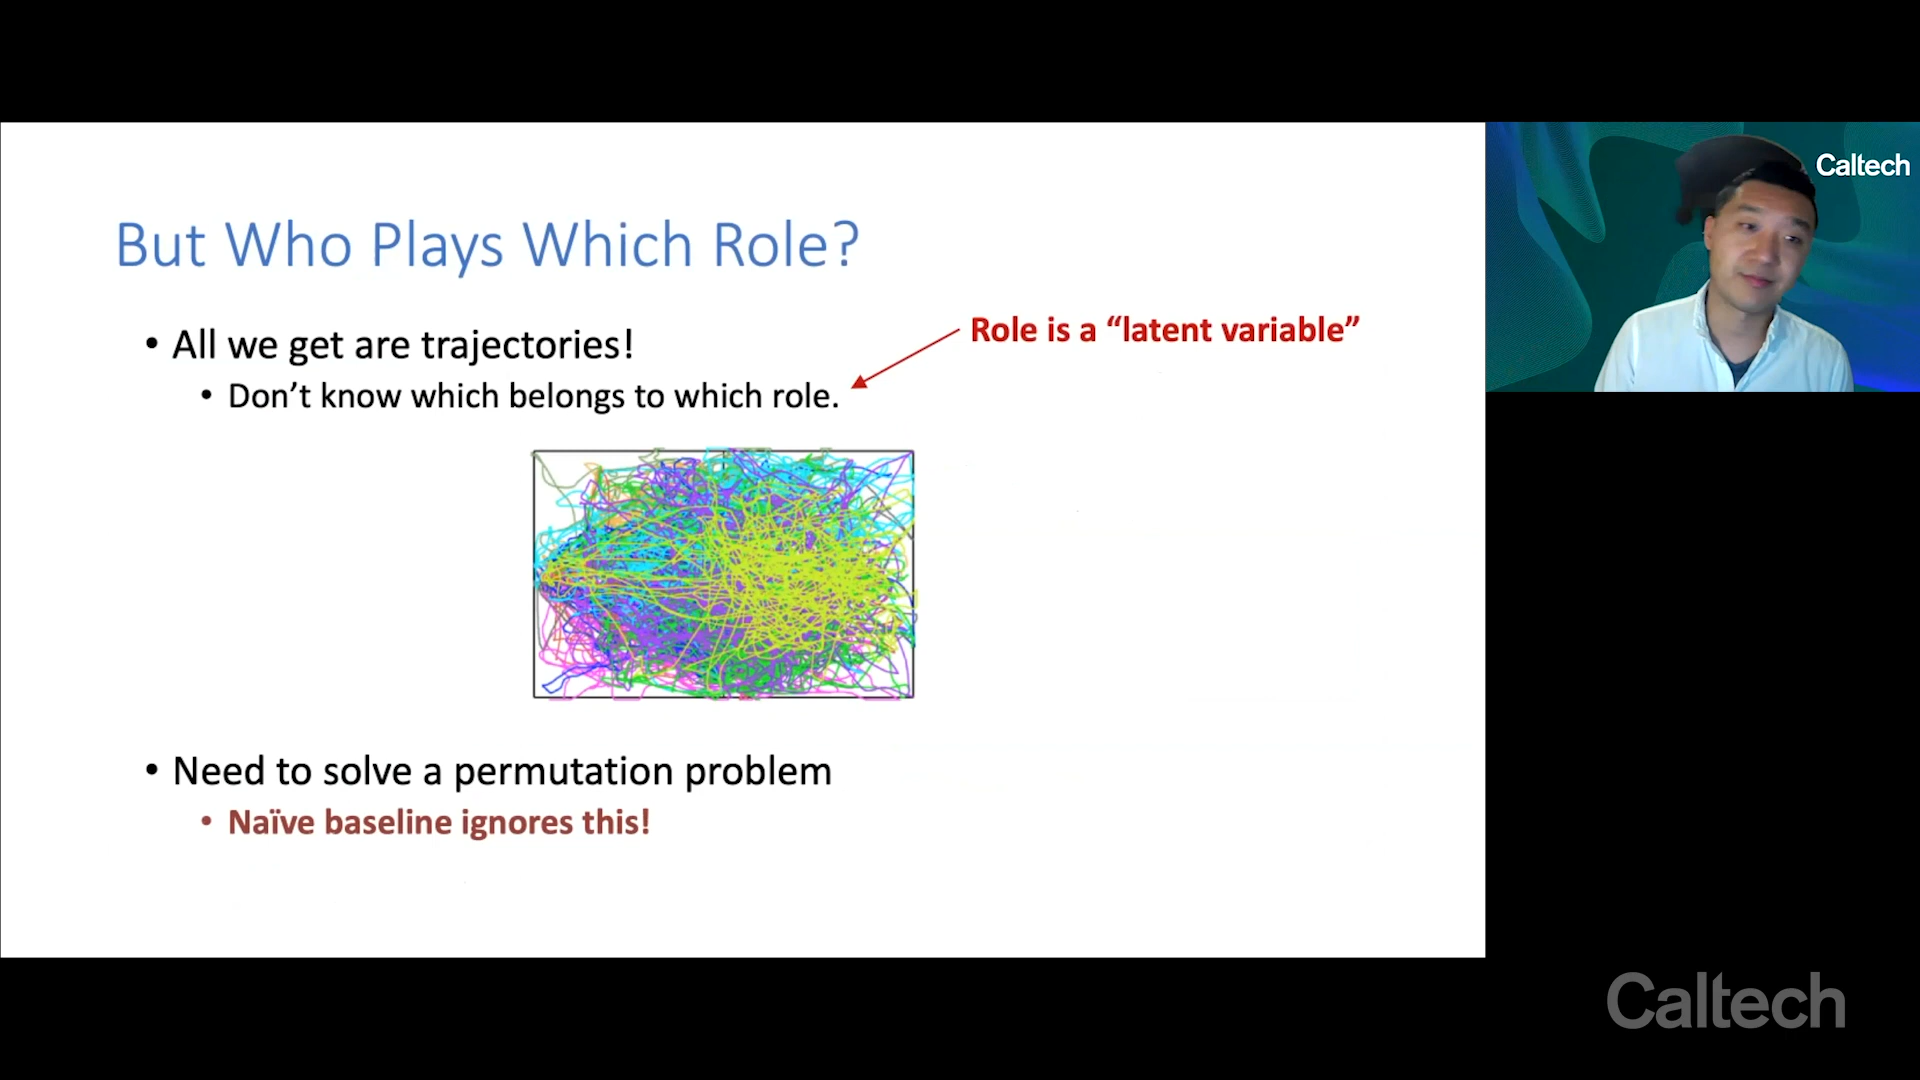 But Who Plays Which Role?
• All we get are trajectories!
• Don’t know which belongs to which role.
Role is a “latent variable”
• Need to solve a permutation problem
• Naïve baseline ignores this!
Caltech
Caltech